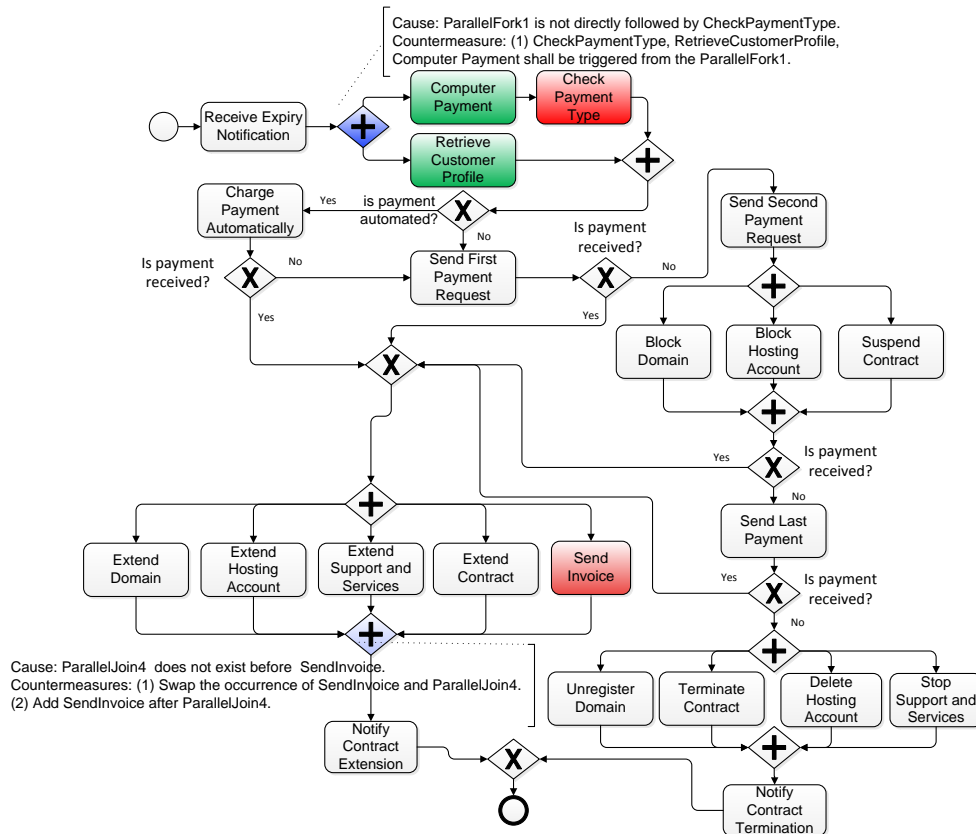 Cause: ParallelFork1 is not directly followed by CheckPaymentType.
Countermeasure: (1) CheckPaymentType, RetrieveCustomerProfile,
Computer Payment shall be triggered from the ParallelFork1.
Receive Expiry
Notification
Computer
Payment
Check
Payment
Type
Retrieve
Customer
Profile
Charge
Payment
Automatically
Yes
is payment
automated?
No
Is payment
received?
No
Yes
Send First
Payment
Request
Is payment
received?
No
Yes
Send Second
Payment
Request
Block
Domain
Block
Hosting
Account
Suspend
Contract
Yes
Is payment
received?
No
Send Last
Payment
Yes
Is payment
received?
No
Extend
Domain
Extend
Hosting
Account
Extend
Support and
Services
Extend
Contract
Send
Invoice
Cause: ParallelJoin4 does not exist before SendInvoice.
Countermeasures: (1) Swap the occurrence of SendInvoice and ParallelJoin4.
(2) Add SendInvoice after ParallelJoin4.
Unregister
Domain
Terminate
Contract
Delete
Hosting
Account
Stop
Support and
Services
Notify
Contract
Extension
Notify
Contract
Termination